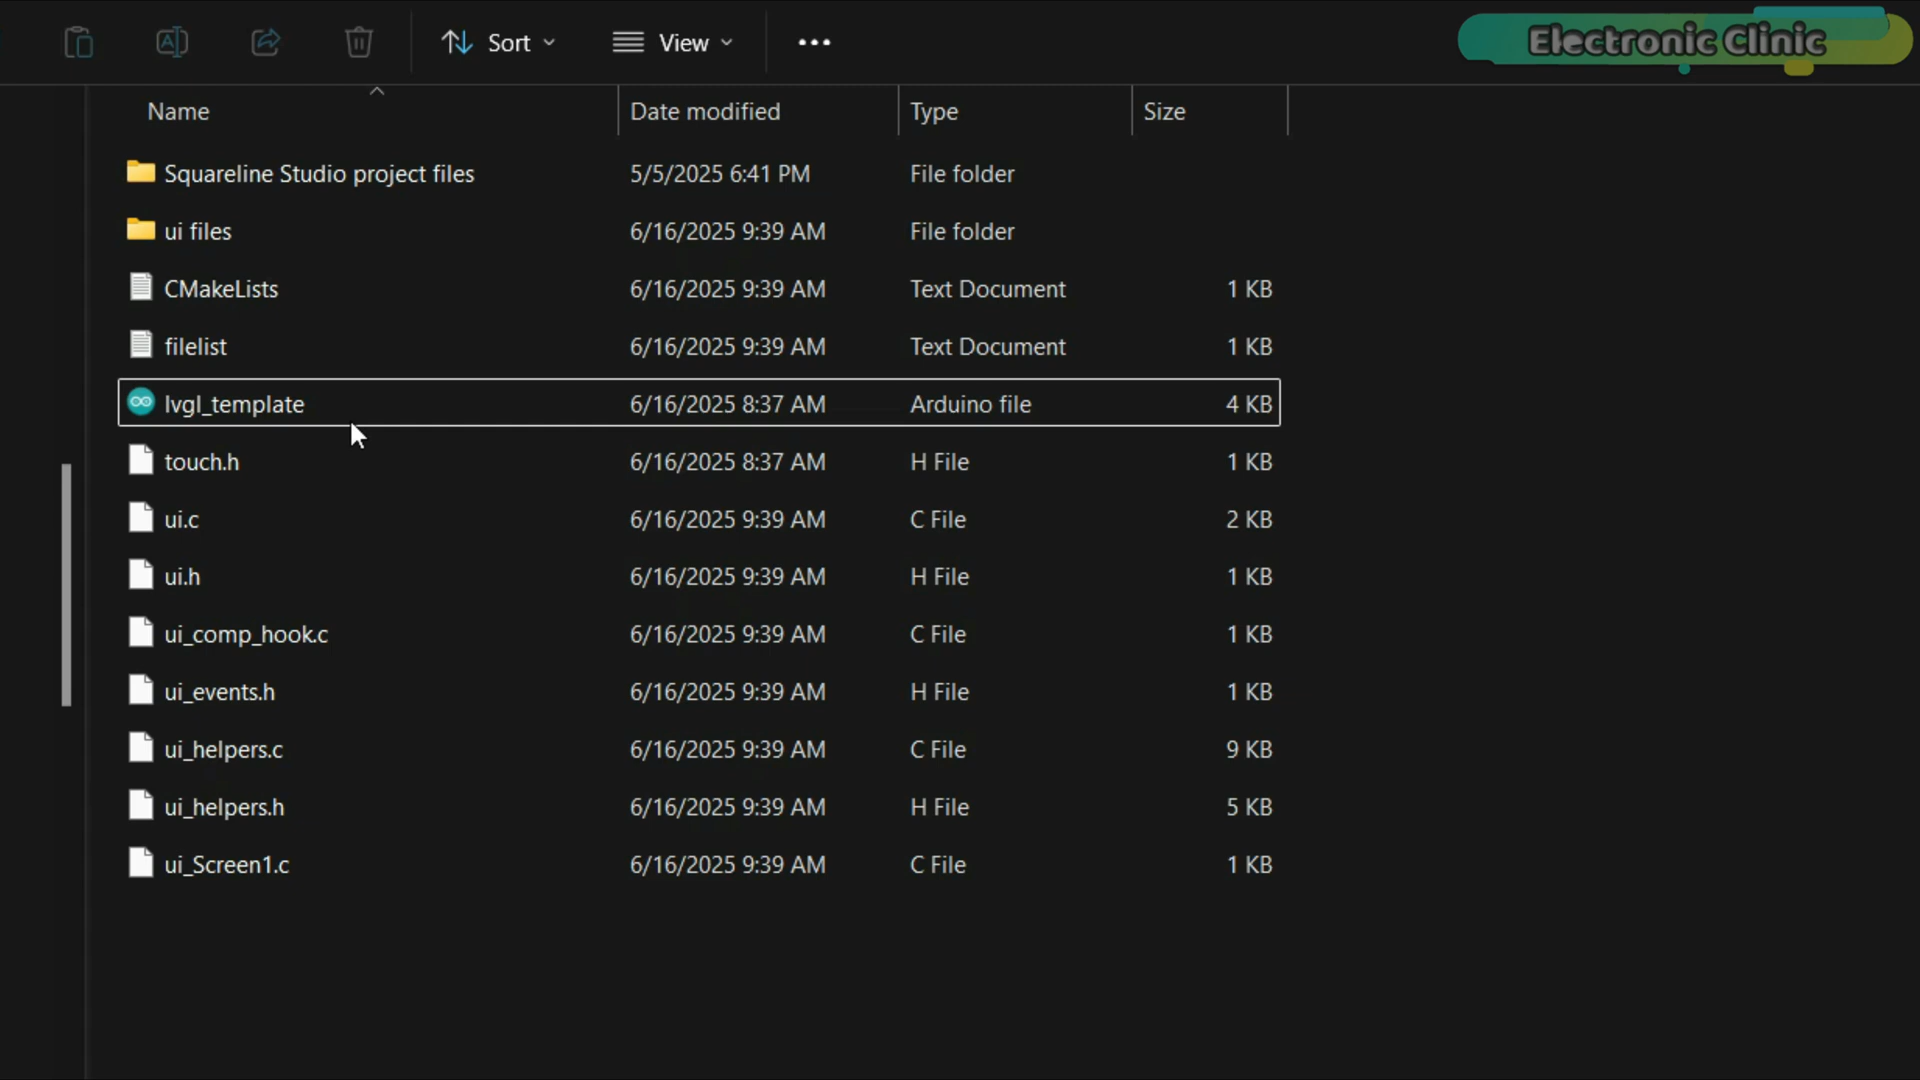 Sort View Electronic Clinic
Name Date modified Type Size
Squareline Studio project files 5/5/2025 6:41 PM File folder
ui files 6/16/2025 9:39 AM File folder
CMakeLists 6/16/2025 9:39 AM Text Document 1 KB
filelist 6/16/2025 9:39 AM Text Document 1 KB
lvgl_template 6/16/2025 8:37 AM Arduino file 4 KB
touch.h 6/16/2025 8:37 AM H File 1 KB
ui.c 6/16/2025 9:39 AM C File 2 KB
ui.h 6/16/2025 9:39 AM H File 1 KB
ui_comp_hook.c 6/16/2025 9:39 AM C File 1 KB
ui_events.h 6/16/2025 9:39 AM H File 1 KB
ui_helpers.c 6/16/2025 9:39 AM C File 9 KB
ui_helpers.h 6/16/2025 9:39 AM H File 5 KB
ui_Screen1.c 6/16/2025 9:39 AM C File 1 KB